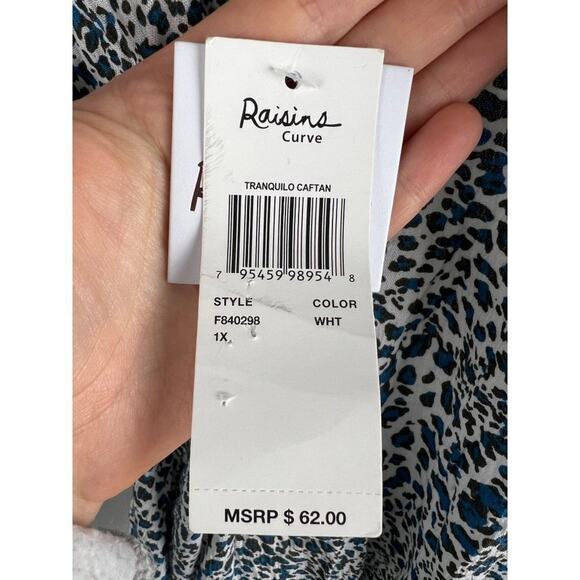 Raisins
Curve
TRANQUILO CAFTAN
7 95459 98954 8
STYLE COLOR
F840298 WHT
1X
MSRP $ 62.00